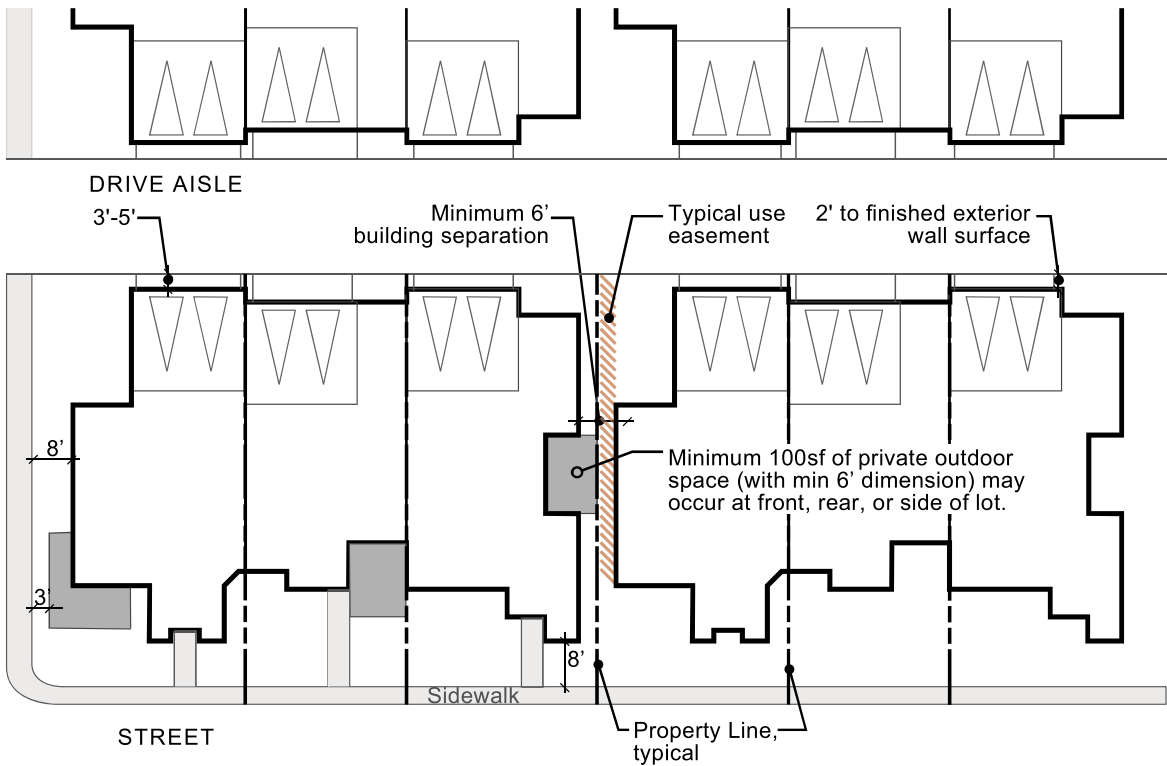 DRIVE AISLE
3'-5'
Minimum 6’
building separation
Typical use
easement
2' to finished exterior
wall surface
8’
Minimum 100sf of private outdoor
space (with min 6’ dimension) may
occur at front, rear, or side of lot.
3’
8’
Sidewalk
STREET
Property Line,
typical